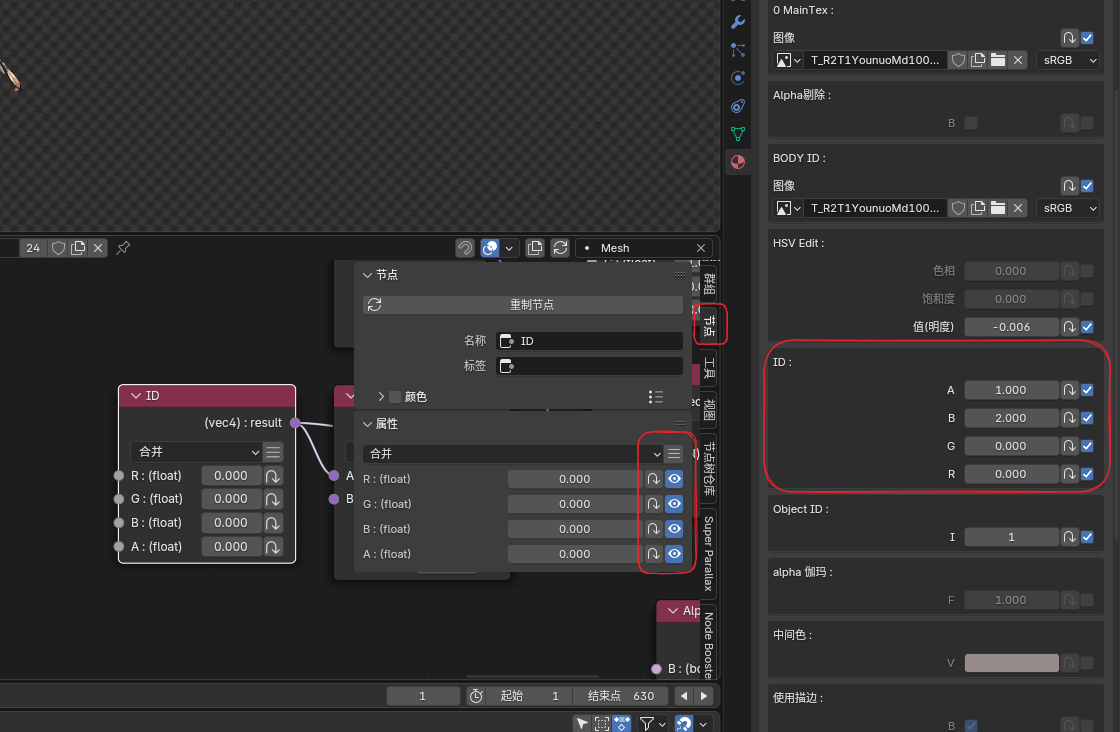 0 MainTex :
图像
T_R2T1YounuoMd100...
sRGB
Alpha剔除 :
B
BODY ID :
图像
T_R2T1YounuoMd100...
sRGB
HSV Edit :
色相 0.000
饱和度 0.000
值(明度) -0.006
ID :
A 1.000
B 2.000
G 0.000
R 0.000
Object ID :
I 1
alpha 伽玛 :
F 1.000
中间色 :
V
使用描边 :
B
24
Mesh
节点
重制节点
名称 ID
标签
颜色
属性
合并
R : (float) 0.000
G : (float) 0.000
B : (float) 0.000
A : (float) 0.000
群组
节点
工具
视图
节点树仓库
Super Parallax
Node Booste
ID
(vec4) : result
合并
R : (float) 0.000
G : (float) 0.000
B : (float) 0.000
A : (float) 0.000
A
B
Alp
B : (bo
1
起始 1
结束点 630